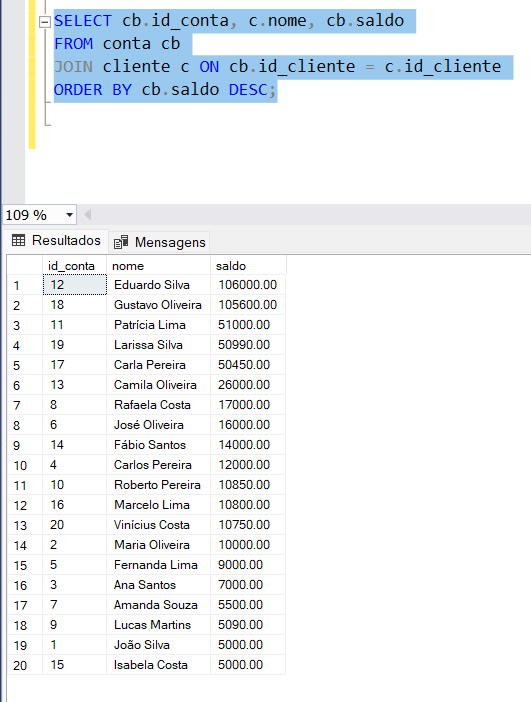 SELECT cb.id_conta, c.nome, cb.saldo
FROM conta cb
JOIN cliente c ON cb.id_cliente = c.id_cliente
ORDER BY cb.saldo DESC;
109 %
Resultados Mensagens
id_conta nome saldo
1 12 Eduardo Silva 106000.00
2 18 Gustavo Oliveira 105600.00
3 11 Patrícia Lima 51000.00
4 19 Larissa Silva 50990.00
5 17 Carla Pereira 50450.00
6 13 Camila Oliveira 26000.00
7 8 Rafaela Costa 17000.00
8 6 José Oliveira 16000.00
9 14 Fábio Santos 14000.00
10 4 Carlos Pereira 12000.00
11 10 Roberto Pereira 10850.00
12 16 Marcelo Lima 10800.00
13 20 Vinícius Costa 10750.00
14 2 Maria Oliveira 10000.00
15 5 Fernanda Lima 9000.00
16 3 Ana Santos 7000.00
17 7 Amanda Souza 5500.00
18 9 Lucas Martins 5090.00
19 1 João Silva 5000.00
20 15 Isabela Costa 5000.00